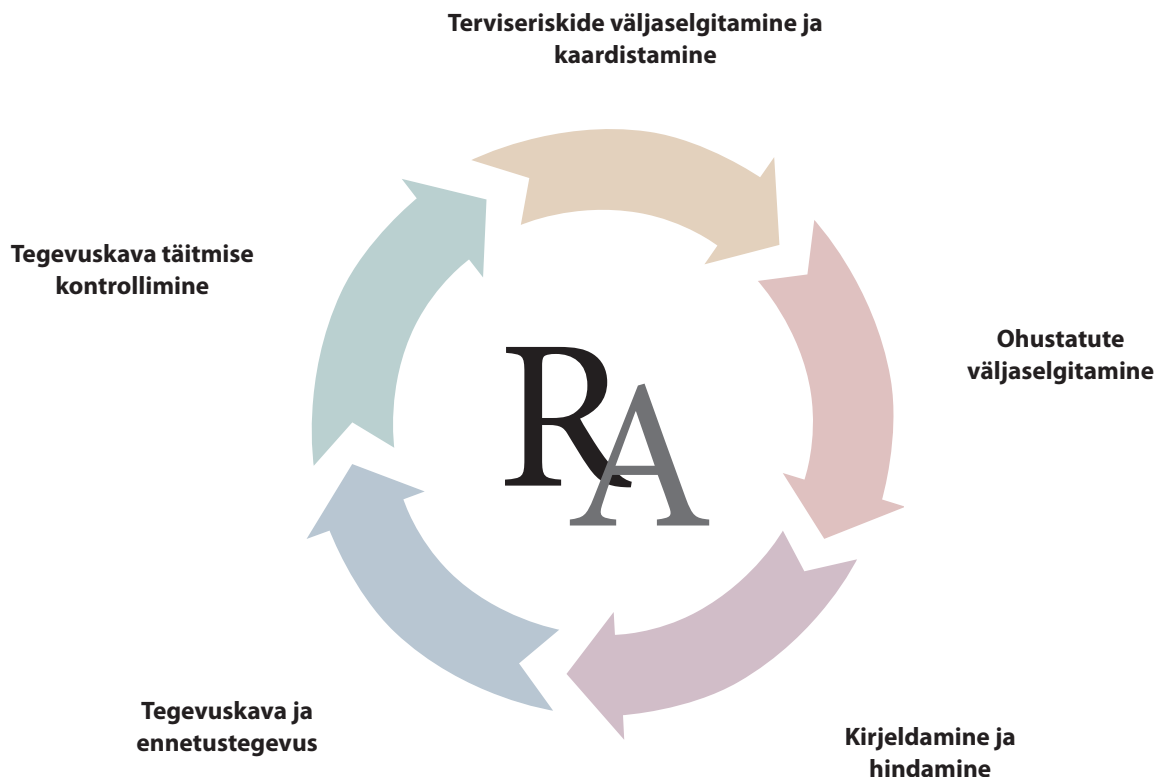 Terviseriskide väljaselgitamine ja
kaardistamine
Ohustatute
väljaselgitamine
Kirjeldamine ja
hindamine
Tegevuskava ja
ennetustegevus
Tegevuskava täitmise
kontrollimine
RA